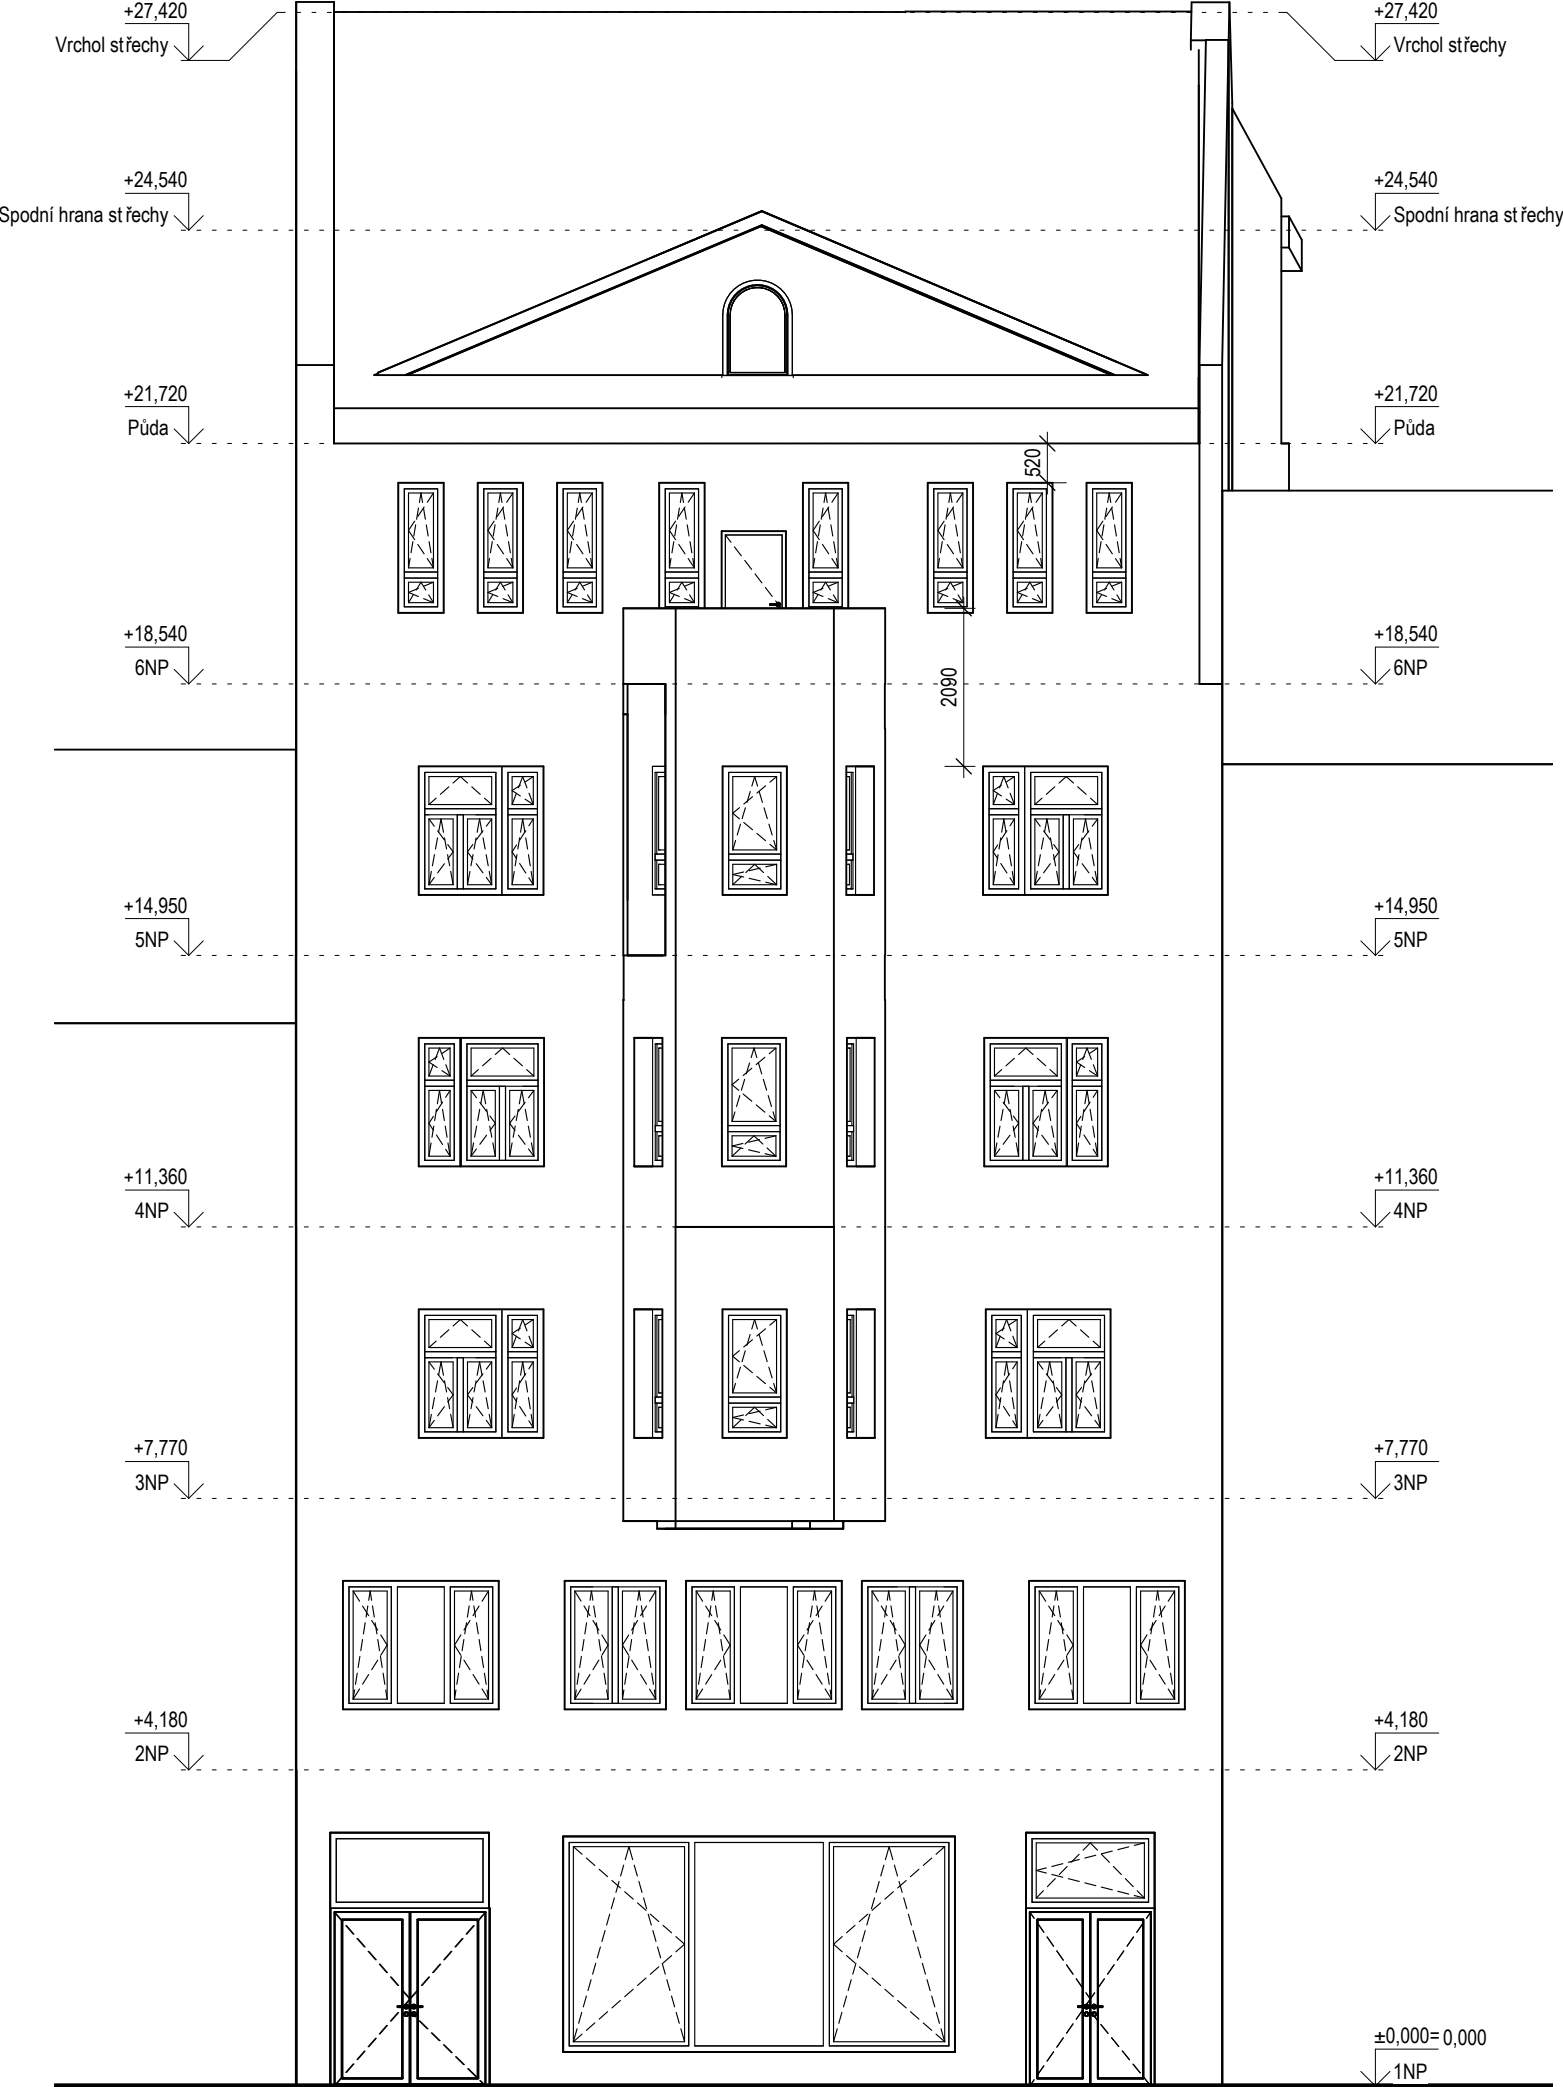 +27,420 +27,420
Vrchol střechy Vrchol střechy
+24,540 +24,540
Spodní hrana střechy Spodní hrana střechy
+21,720 +21,720
Půda Půda
520
+18,540 +18,540
6NP 6NP
2090
+14,950 +14,950
5NP 5NP
+11,360 +11,360
4NP 4NP
+7,770 +7,770
3NP 3NP
+4,180 +4,180
2NP 2NP
±0,000= 0,000
1NP